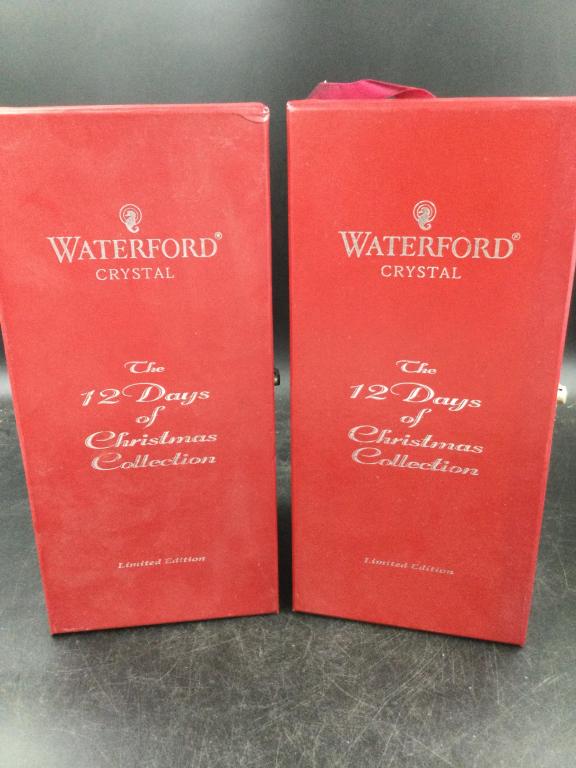 WATERFORD®
CRYSTAL
The
12 Days
of
Christmas
Collection
Limited Edition
WATERFORD®
CRYSTAL
The
12 Days
of
Christmas
Collection
Limited Edition